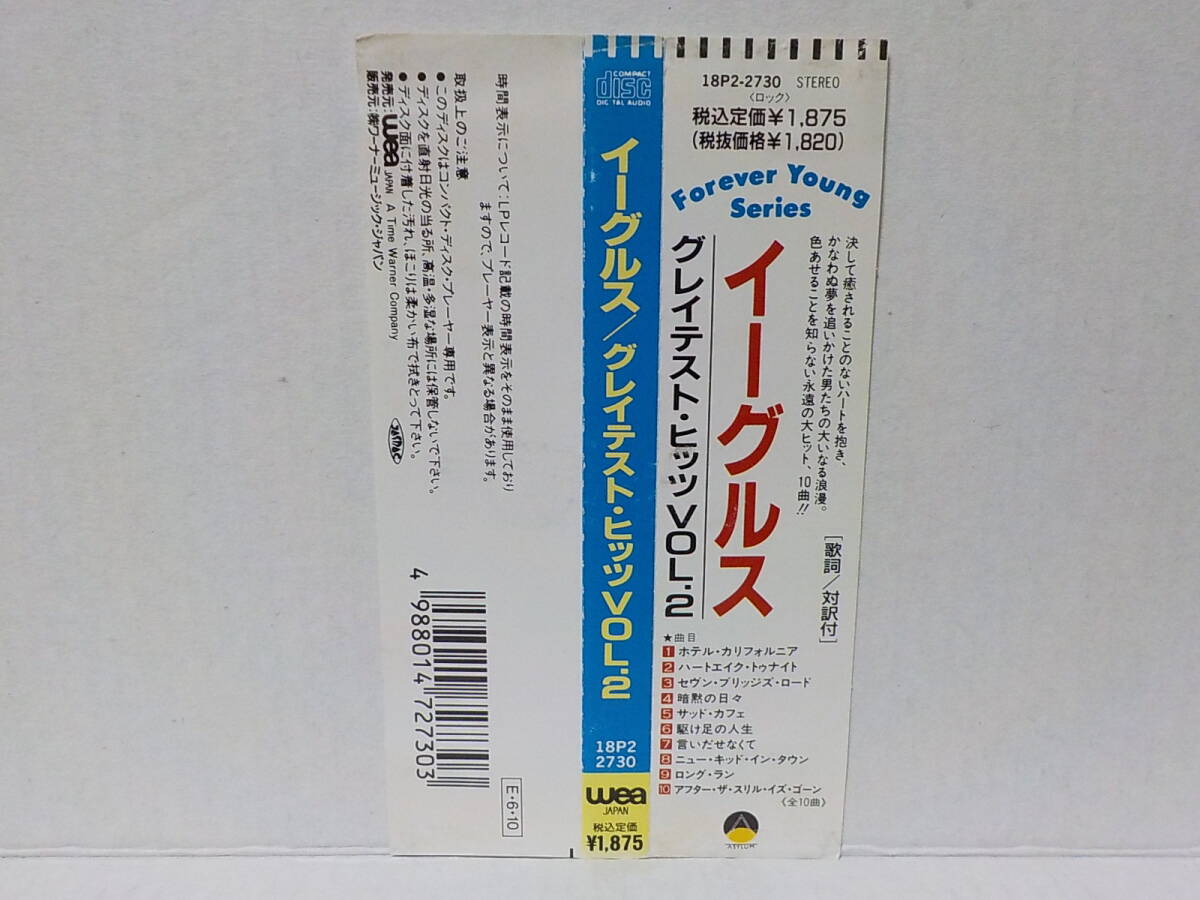 18P2-2730 STEREO
〈ロック〉
税込定価¥1,875
(税抜価格¥1,820)
Forever Young
Series
決して癒されることのないハートを抱き、
かなわぬ夢を追いかけた男たちの大いなる浪漫。
色あせることを知らない永遠の大ヒット、10曲!!
[歌詞/対訳付]
イーグルス
グレイテスト・ヒッツ VOL.2
★曲目
1 ホテル・カリフォルニア
2 ハートエイク・トゥナイト
3 セヴン・ブリッジズ・ロード
4 暗黙の日々
5 サッド・カフェ
6 駆け足の人生
7 言いだせなくて
8 ニュー・キッド・イン・タウン
9 ロング・ラン
10 アフター・ザ・スリル・イズ・ゴーン
〈全10曲〉
ASYLUM
COMPACT
disc
DIGITAL AUDIO
イーグルス/グレイテスト・ヒッツ VOL.2
18P2
2730
wea
JAPAN
税込定価
¥1,875
時間表示について:LPレコード記載の時間表示をそのまま使用しており
ますので、プレーヤー表示と異なる場合があります。
取扱上のご注意
●このディスクはコンパクト・ディスク・プレーヤー専用です。
●ディスクを直射日光の当る所、高温・多湿な場所には保管しないで下さい。
●ディスク面に付着した汚れ、ほこりは柔かい布で拭きとって下さい。
発売元:wea JAPAN A Time Warner Company
販売元:㈱ワーナーミュージック・ジャパン
JASRAC
4 988014 727303
E・6・10